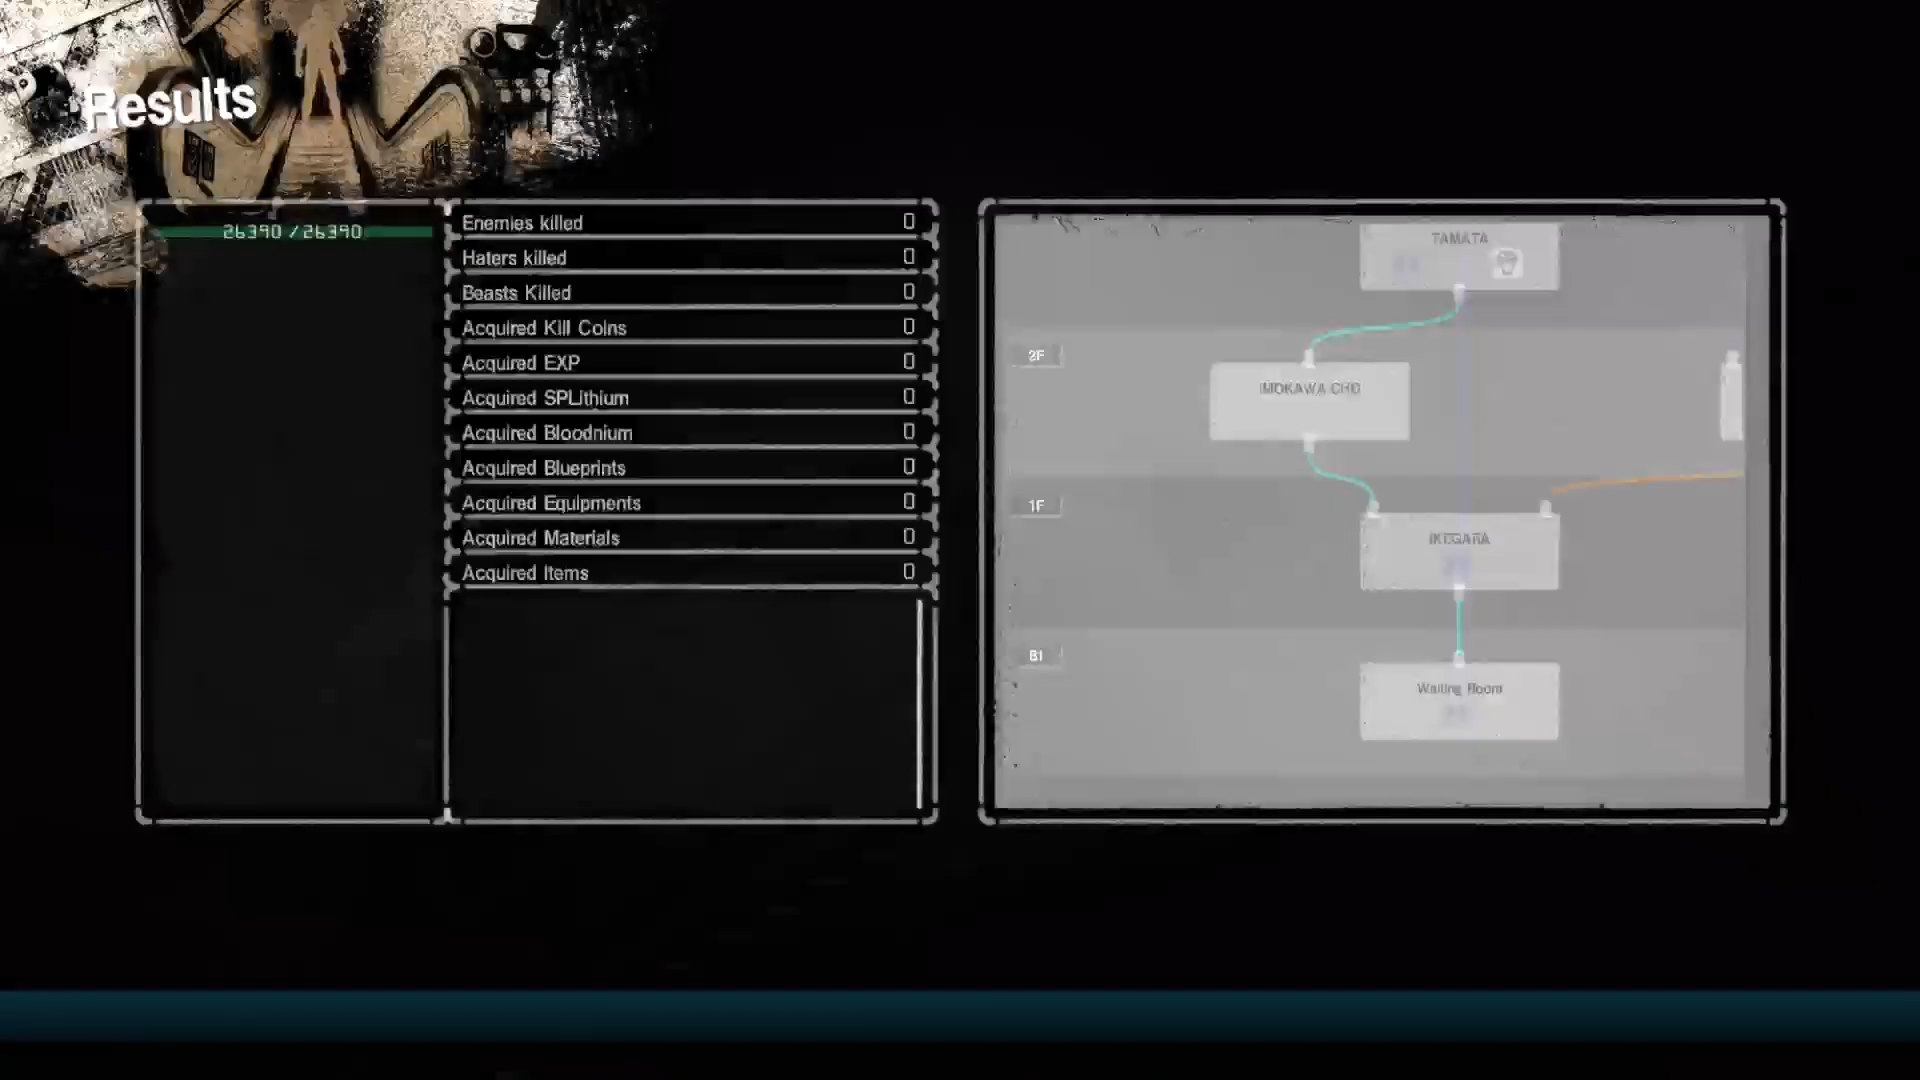 Results
26390 / 26390
Enemies killed 0
Haters killed 0
Beasts Killed 0
Acquired Kill Coins 0
Acquired EXP 0
Acquired SPLithium 0
Acquired Bloodnium 0
Acquired Blueprints 0
Acquired Equipments 0
Acquired Materials 0
Acquired Items 0
TAMATA
2F
IMOKAWA CHO
1F
IKEGARA
B1
Waiting Room